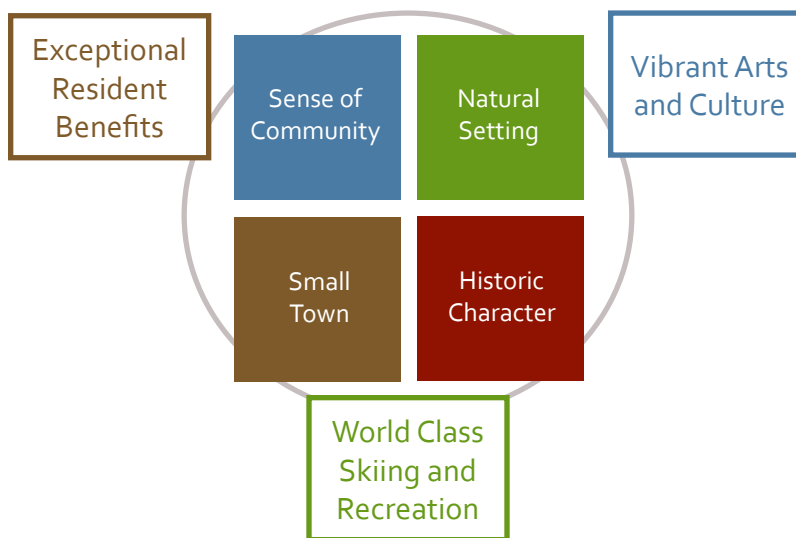 Exceptional
Resident
Benefits
Vibrant Arts
and Culture
Sense of
Community
Natural
Setting
Small
Town
Historic
Character
World Class
Skiing and
Recreation